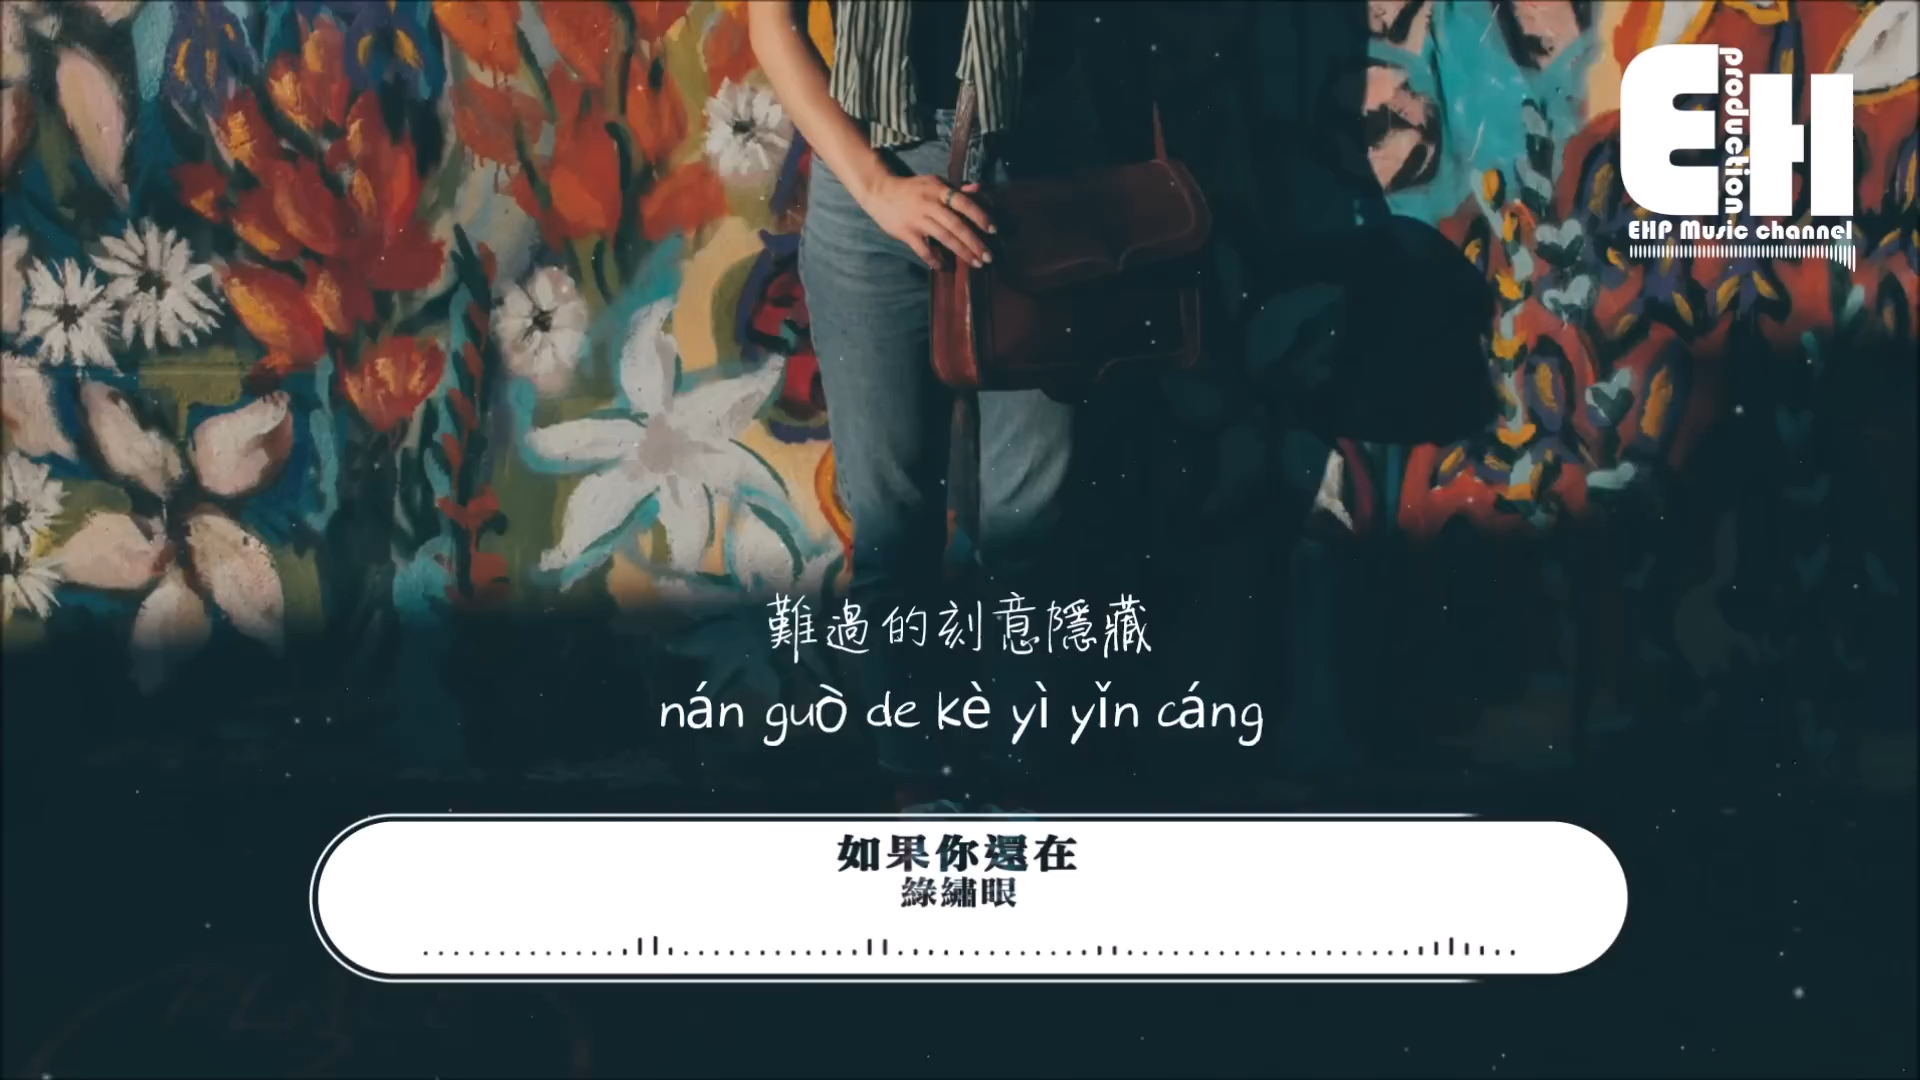 EH
production
EHP Music channel
難過的刻意隱藏
nán guò de kè yì yǐn cáng
如果你還在
綠繡眼